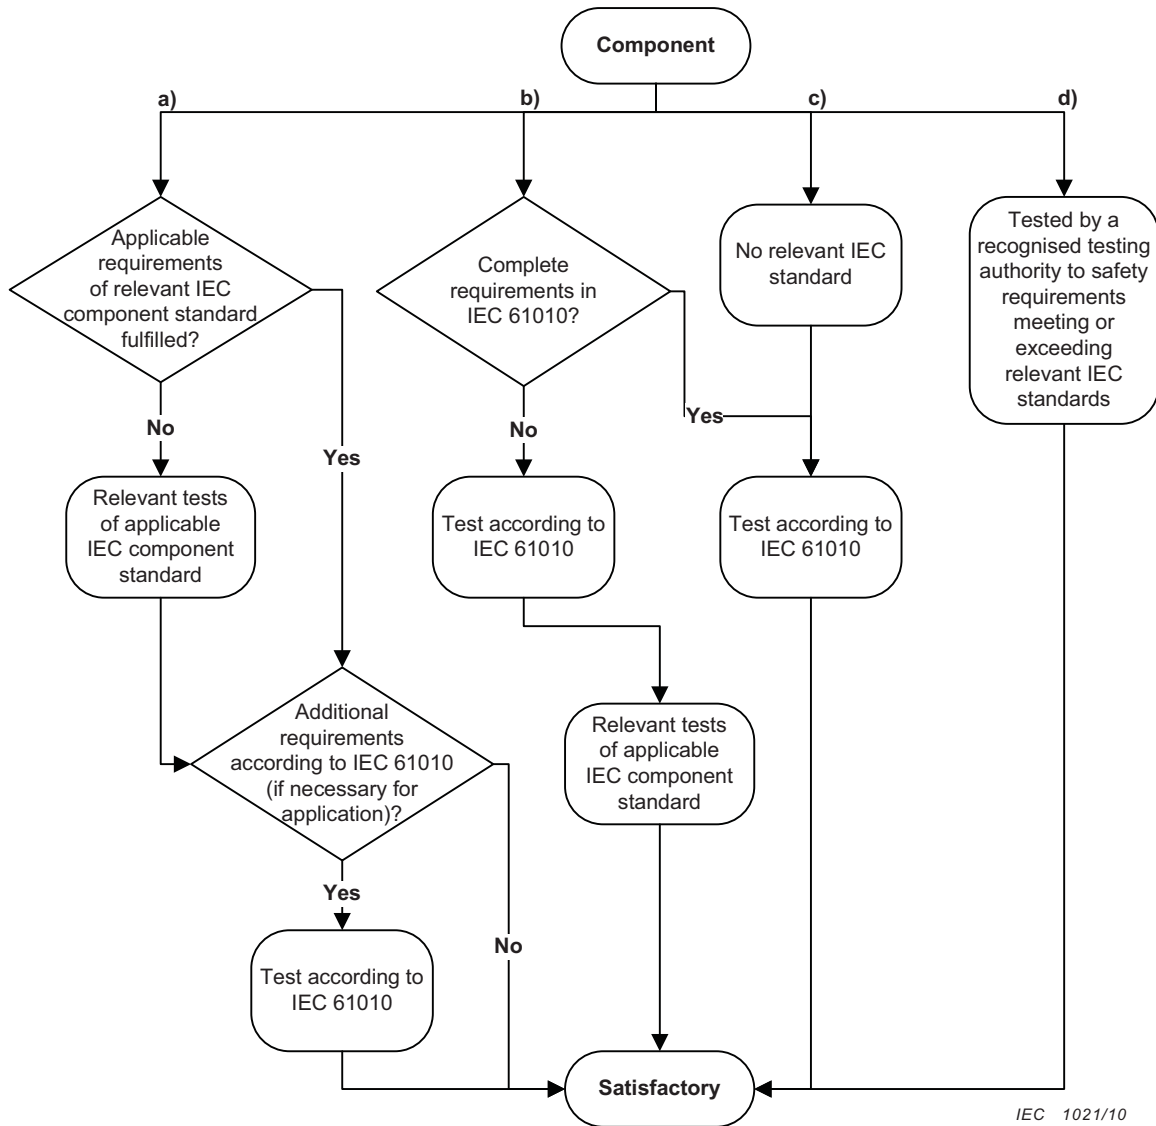 Component
a)
b)
c)
d)
Applicable
requirements
of relevant IEC
component standard
fulfilled?
Complete
requirements in
IEC 61010?
No relevant IEC
standard
Tested by a
recognised testing
authority to safety
requirements
meeting or
exceeding
relevant IEC
standards
No
Yes
No
Yes
Relevant tests
of applicable
IEC component
standard
Test according to
IEC 61010
Test according to
IEC 61010
Additional
requirements
according to IEC 61010
(if necessary for
application)?
Relevant tests
of applicable
IEC component
standard
Yes
No
Test according to
IEC 61010
Satisfactory
IEC 1021/10